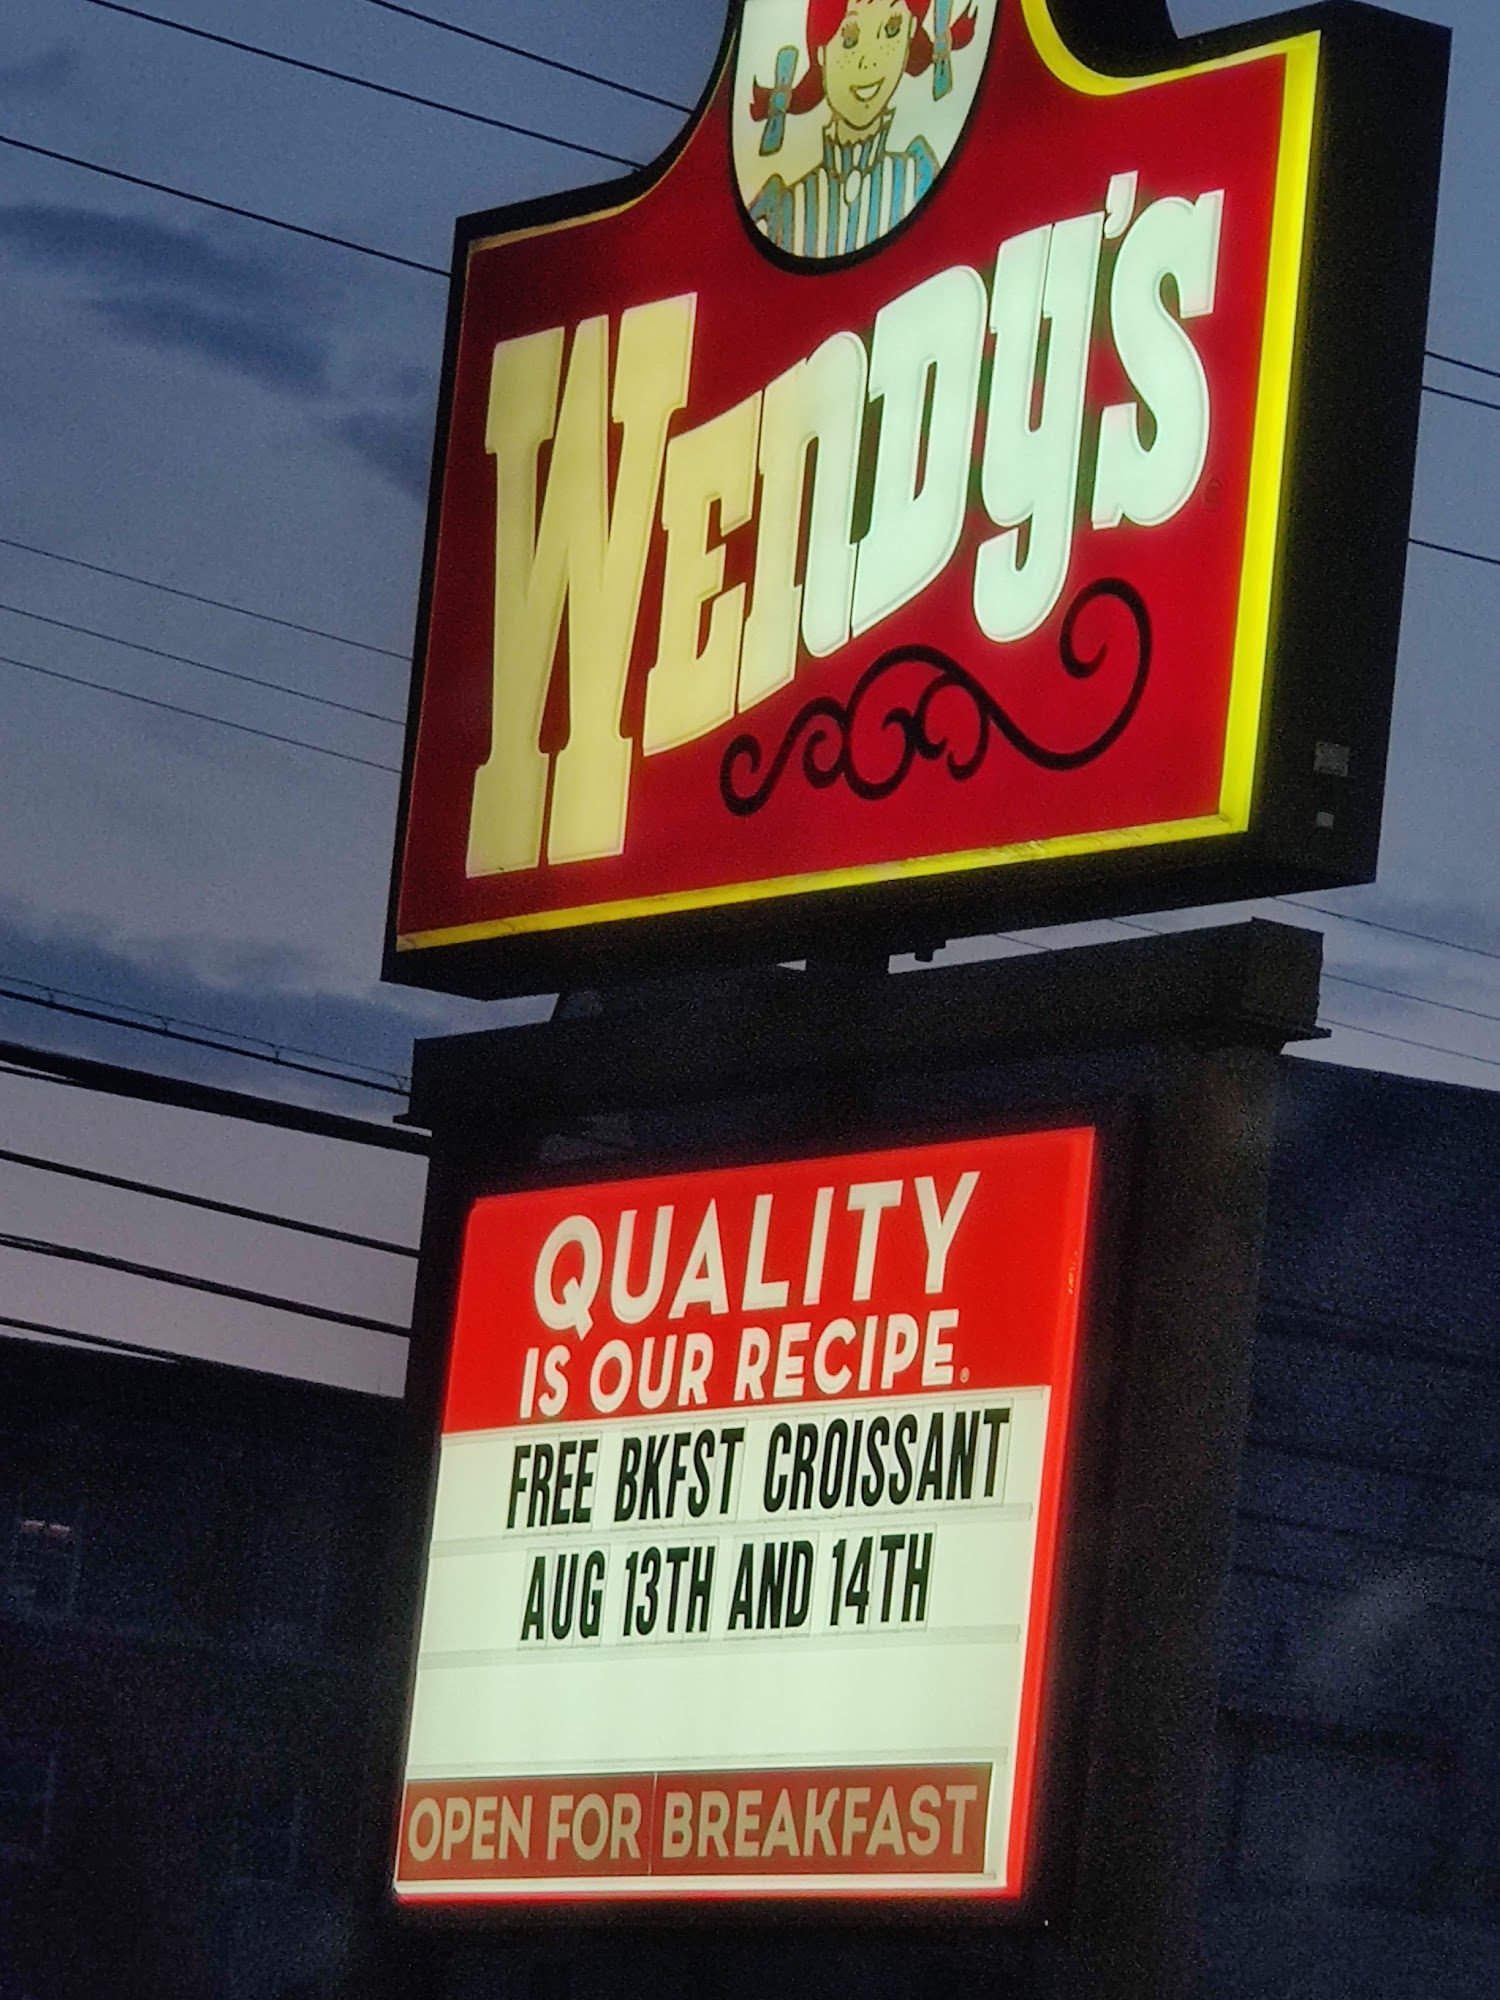 Wendy's
QUALITY
IS OUR RECIPE.®
FREE BKFST CROISSANT
AUG 13TH AND 14TH
OPEN FOR BREAKFAST